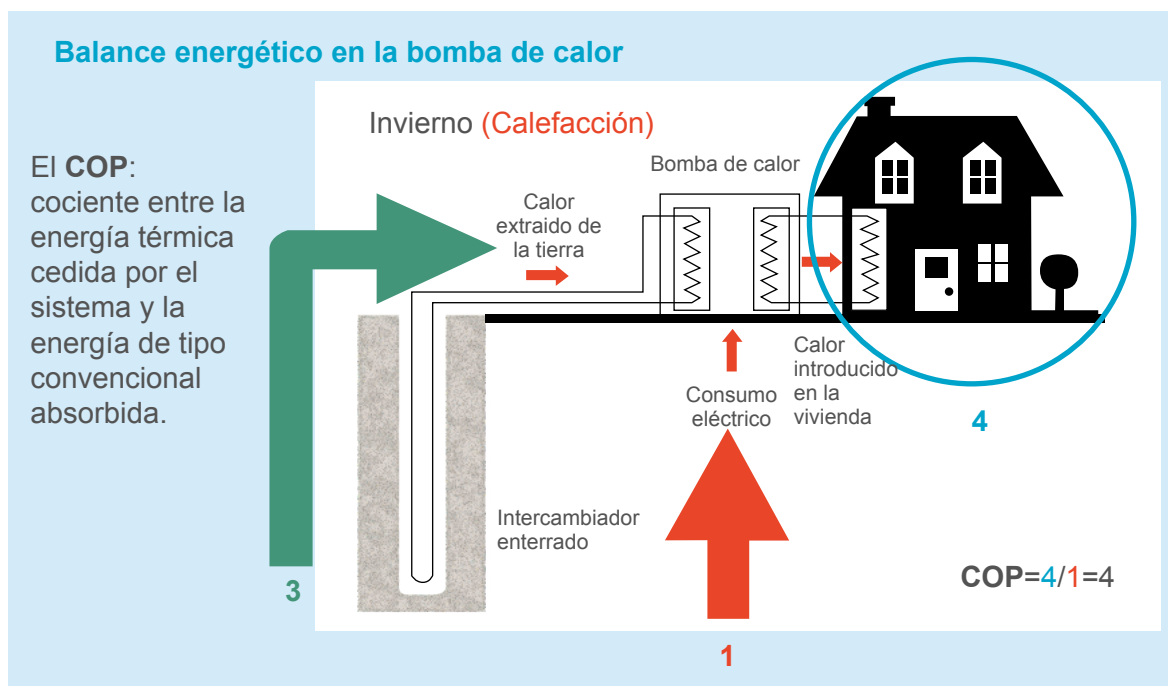 Balance energético en la bomba de calor
El COP:
cociente entre la
energía térmica
cedida por el
sistema y la
energía de tipo
convencional
absorbida.
Invierno (Calefacción)
Bomba de calor
Calor
extraido de
la tierra
Calor
introducido
en la
vivienda
Consumo
eléctrico
4
Intercambiador
enterrado
3
COP=4/1=4
1